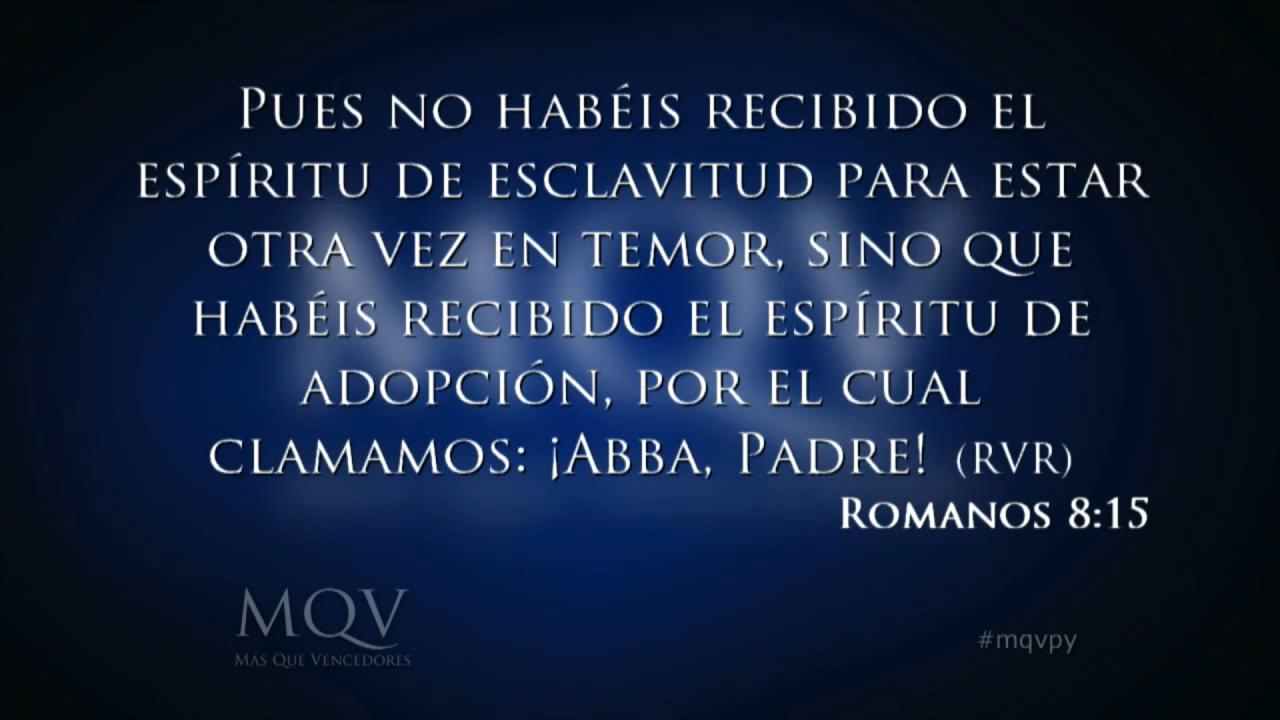 Pues no habéis recibido el
espíritu de esclavitud para estar
otra vez en temor, sino que
habéis recibido el espíritu de
adopción, por el cual
clamamos: ¡Abba, Padre! (RVR)
Romanos 8:15
MQV
Más Que Vencedores
#mqvpy